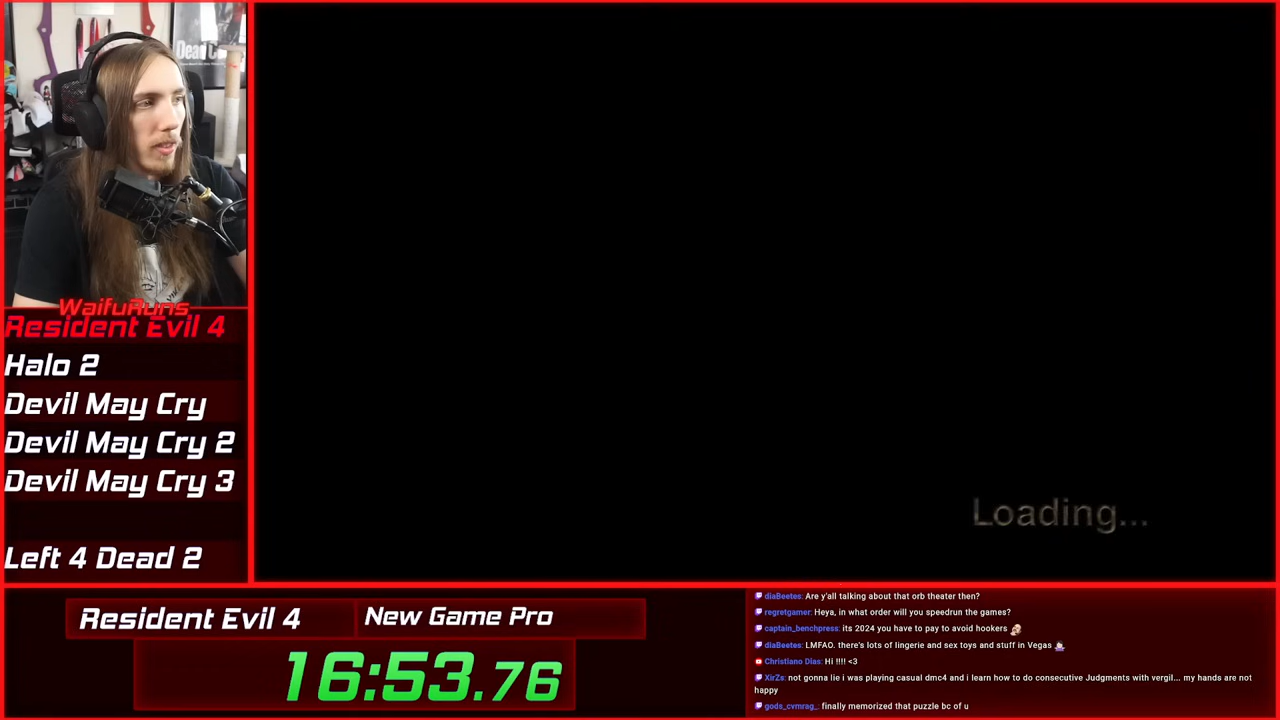 Dead C
WaifuRuns
Resident Evil 4
Halo 2
Devil May Cry
Devil May Cry 2
Devil May Cry 3
Left 4 Dead 2
Loading...
Resident Evil 4
New Game Pro
16:53.76
diaBeetes: Are y'all talking about that orb theater then?
regretgamer: Heya, in what order will you speedrun the games?
captain_benchpress: its 2024 you have to pay to avoid hookers
diaBeetes: LMFAO. there's lots of lingerie and sex toys and stuff in Vegas
Christiano Dias: Hi !!!! <3
XirZs: not gonna lie i was playing casual dmc4 and i learn how to do consecutive Judgments with vergil... my hands are not
happy
gods_cvmrag_: finally memorized that puzzle bc of u